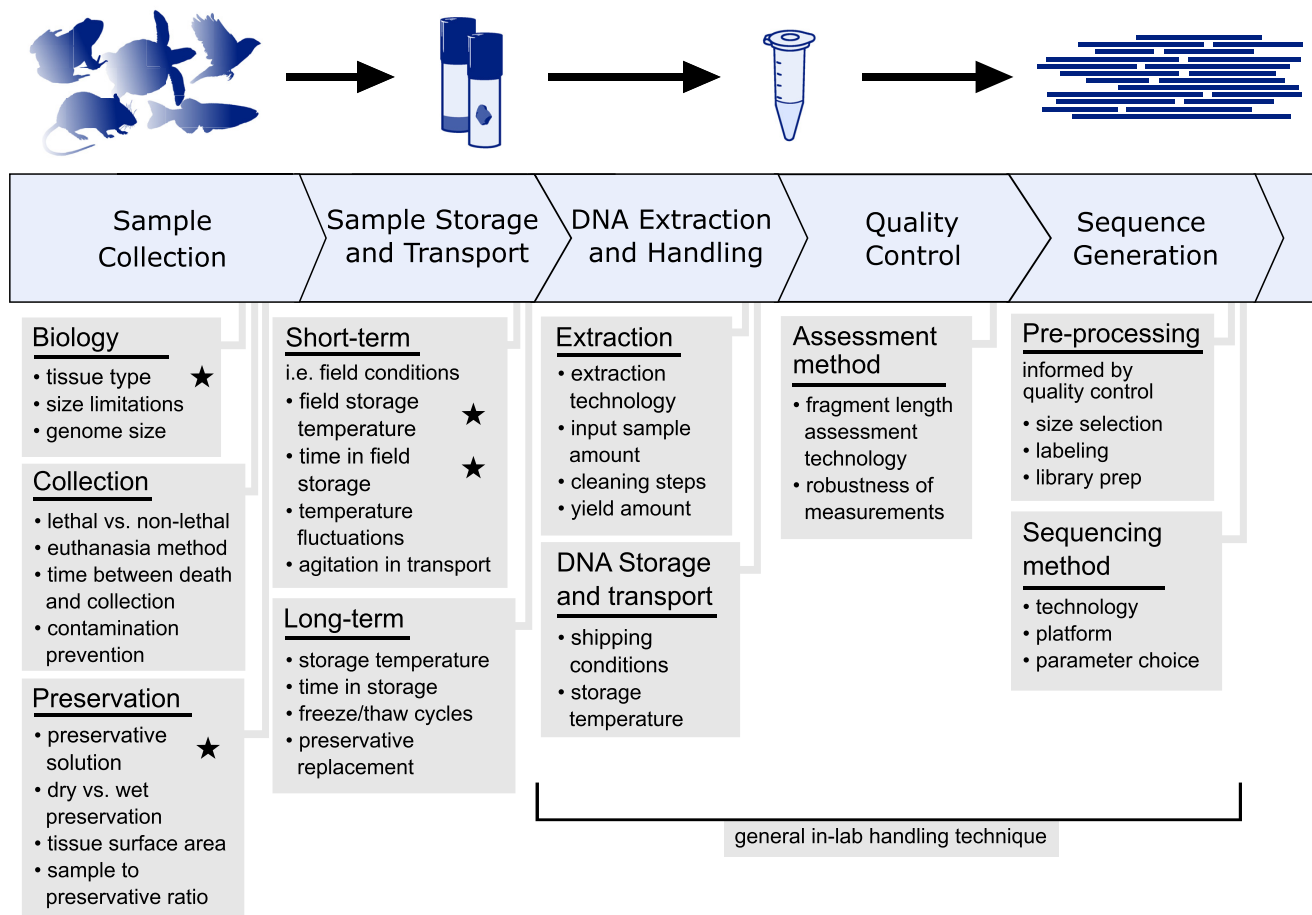 Sample
Collection
Sample Storage
and Transport
DNA Extraction
and Handling
Quality
Control
Sequence
Generation
Biology
• tissue type ★
• size limitations
• genome size
Collection
• lethal vs. non-lethal
• euthanasia method
• time between death
and collection
• contamination
prevention
Preservation
• preservative
solution ★
• dry vs. wet
preservation
• tissue surface area
• sample to
preservative ratio
Short-term
i.e. field conditions
• field storage
temperature ★
• time in field
storage ★
• temperature
fluctuations
• agitation in transport
Long-term
• storage temperature
• time in storage
• freeze/thaw cycles
• preservative
replacement
Extraction
• extraction
technology
• input sample
amount
• cleaning steps
• yield amount
DNA Storage
and transport
• shipping
conditions
• storage
temperature
Assessment
method
• fragment length
assessment
technology
• robustness of
measurements
Pre-processing
informed by
quality control
• size selection
• labeling
• library prep
Sequencing
method
• technology
• platform
• parameter choice
general in-lab handling technique